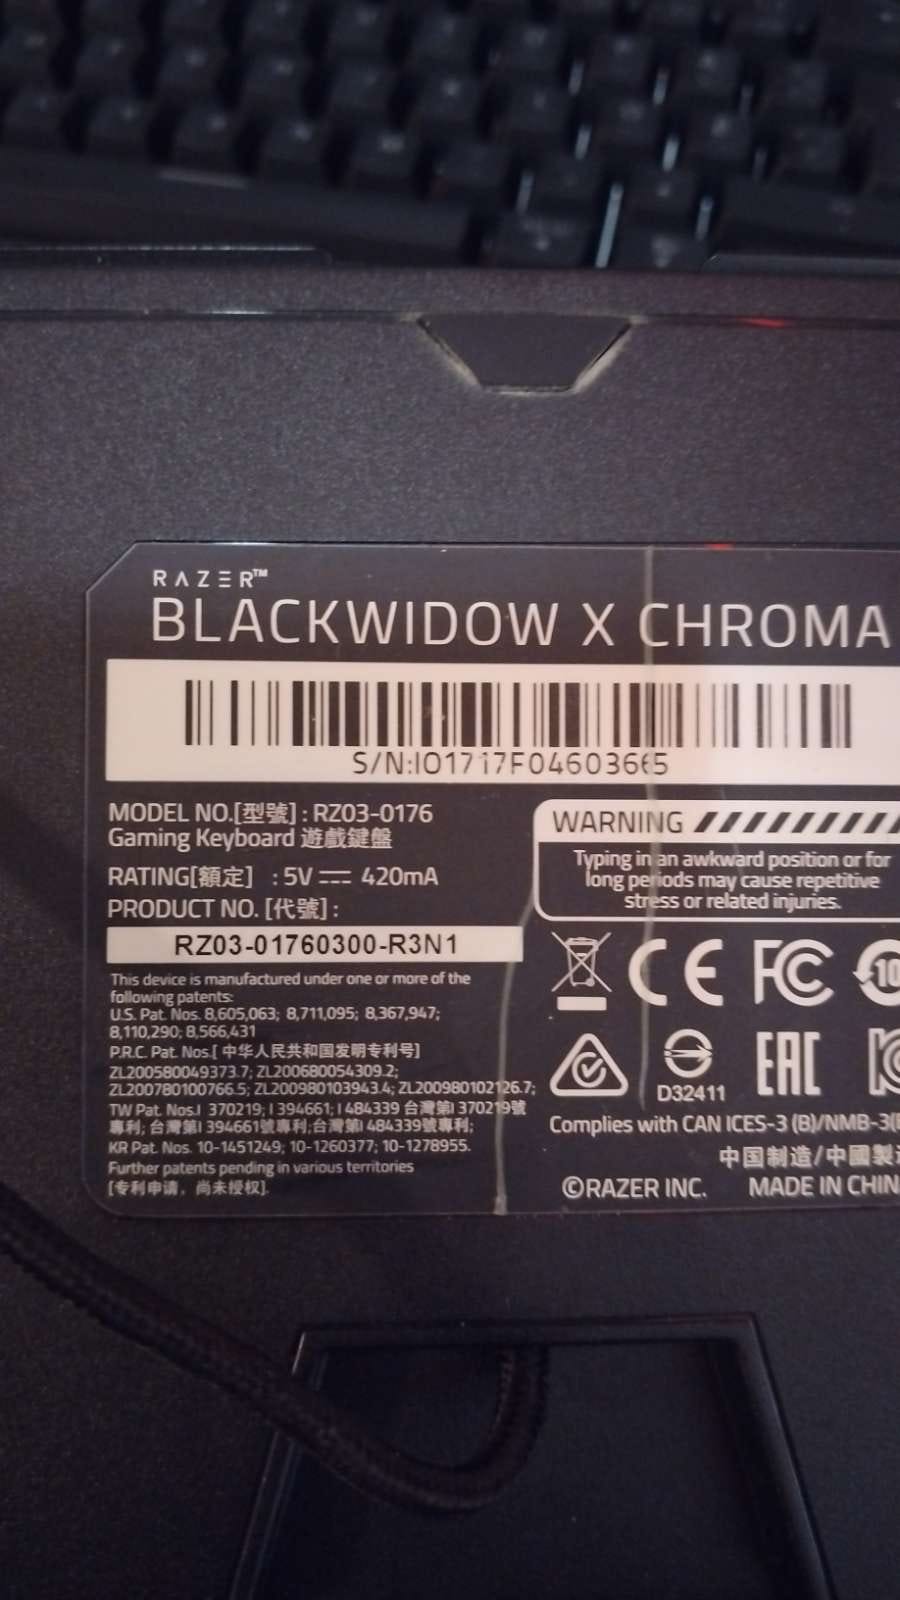 RAZER™
BLACKWIDOW X CHROMA
S/N:IO1717F04603665
MODEL NO.[型號] : RZ03-0176
Gaming Keyboard 遊戲鍵盤
RATING[額定] : 5V ⎓ 420mA
PRODUCT NO. [代號] :
RZ03-01760300-R3N1
This device is manufactured under one or more of the
following patents:
U.S. Pat. Nos. 8,605,063; 8,711,095; 8,367,947;
8,110,290; 8,566,431
P.R.C. Pat. Nos.[ 中华人民共和国发明专利号]
ZL200580049373.7; ZL200680054309.2;
ZL200780100766.5; ZL200980103943.4; ZL200980102126.7;
TW Pat. Nos.I 370219; I 394661; I 484339 台灣第I 370219號
專利; 台灣第I 394661號專利;台灣第I 484339號專利;
KR Pat. Nos. 10-1451249; 10-1260377; 10-1278955.
Further patents pending in various territories
[专利申请，尚未授权].
WARNING
Typing in an awkward position or for
long periods may cause repetitive
stress or related injuries.
CE FC 10
D32411 EAC
Complies with CAN ICES-3 (B)/NMB-3(B
中国制造/中國製造
©RAZER INC. MADE IN CHINA